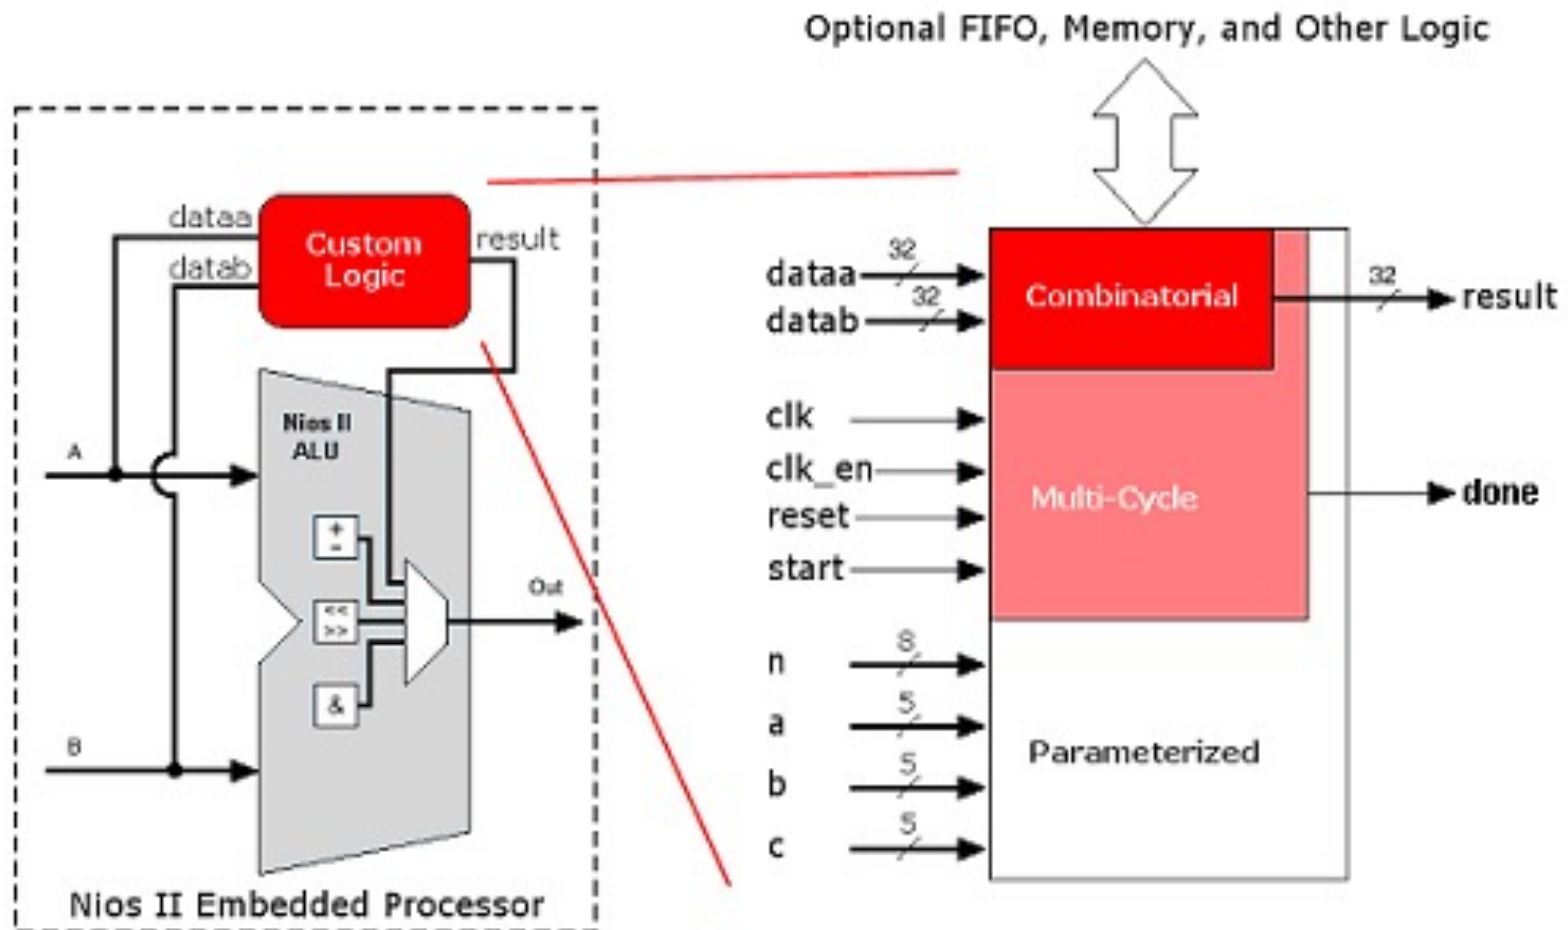 Optional FIFO, Memory, and Other Logic
dataa
datab
Custom
Logic
result
Nios II
ALU
A
+
-
<<
>>
&
Out
B
Nios II Embedded Processor
dataa
32
datab
32
Combinatorial
32
result
clk
clk_en
reset
start
Multi-Cycle
done
n
8
a
5
b
5
c
5
Parameterized